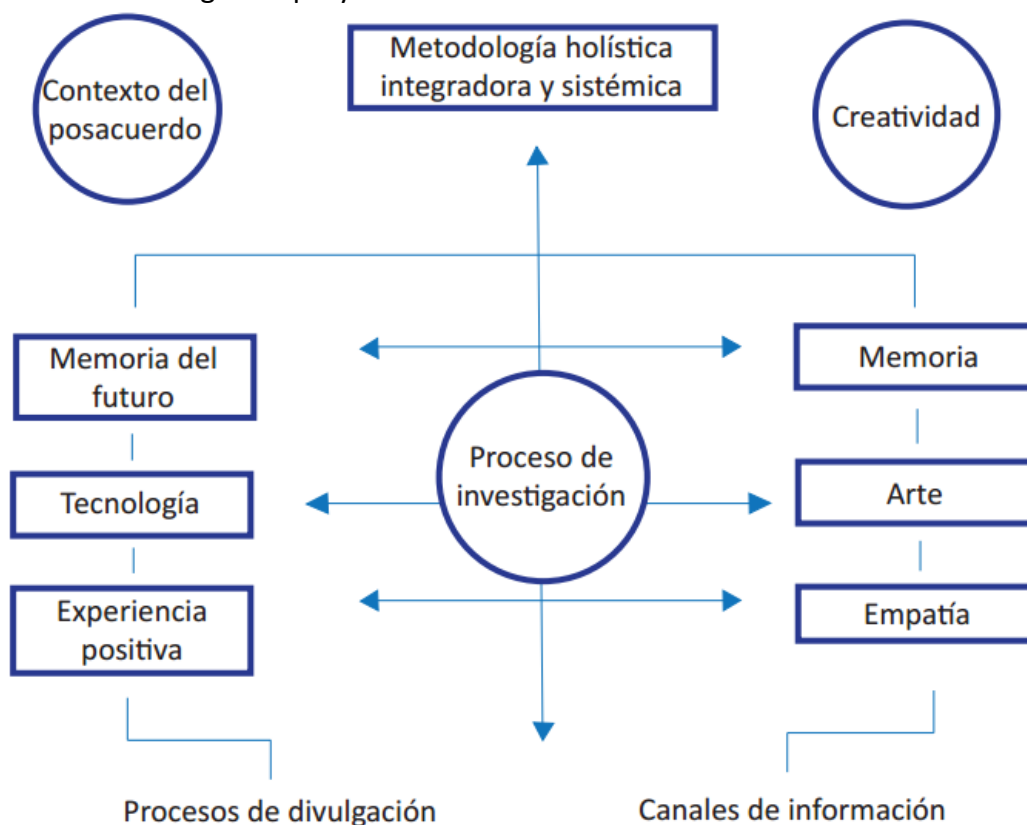 Contexto del
posacuerdo
Metodología holística
integradora y sistémica
Creatividad
Memoria del
futuro
Memoria
Proceso de
investigación
Tecnología
Arte
Experiencia
positiva
Empatía
Procesos de divulgación
Canales de información